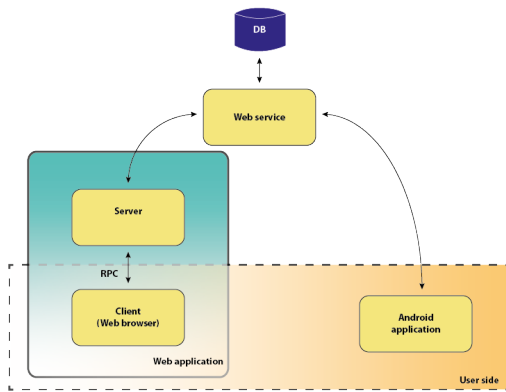 DB
Web service
Server
RPC
Client
(Web browser)
Android
application
Web application
User side